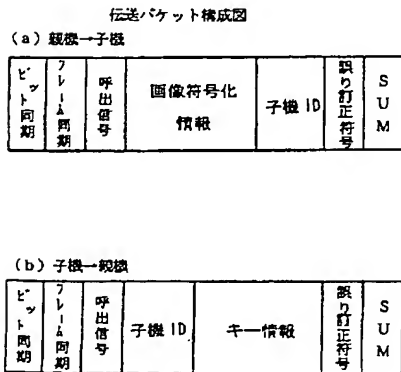 伝送パケット構成図
(a) 親機→子機
ビット同期
フレーム同期
呼出信号
画像符号化
情報
子機 ID
誤り訂正符号
SUM
(b) 子機→親機
ビット同期
フレーム同期
呼出信号
子機 ID
キー情報
誤り訂正符号
SUM